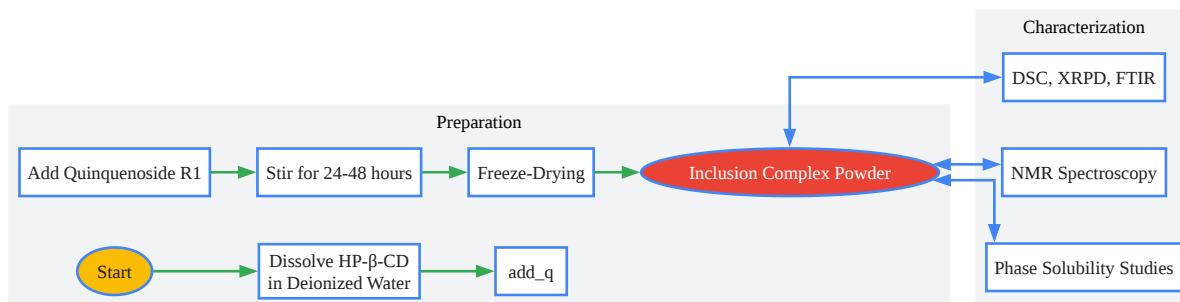 Characterization
DSC, XRPD, FTIR
Preparation
Add Quinquenoside R1
Stir for 24-48 hours
Freeze-Drying
Inclusion Complex Powder
NMR Spectroscopy
Start
Dissolve HP-β-CD
in Deionized Water
add_q
Phase Solubility Studies